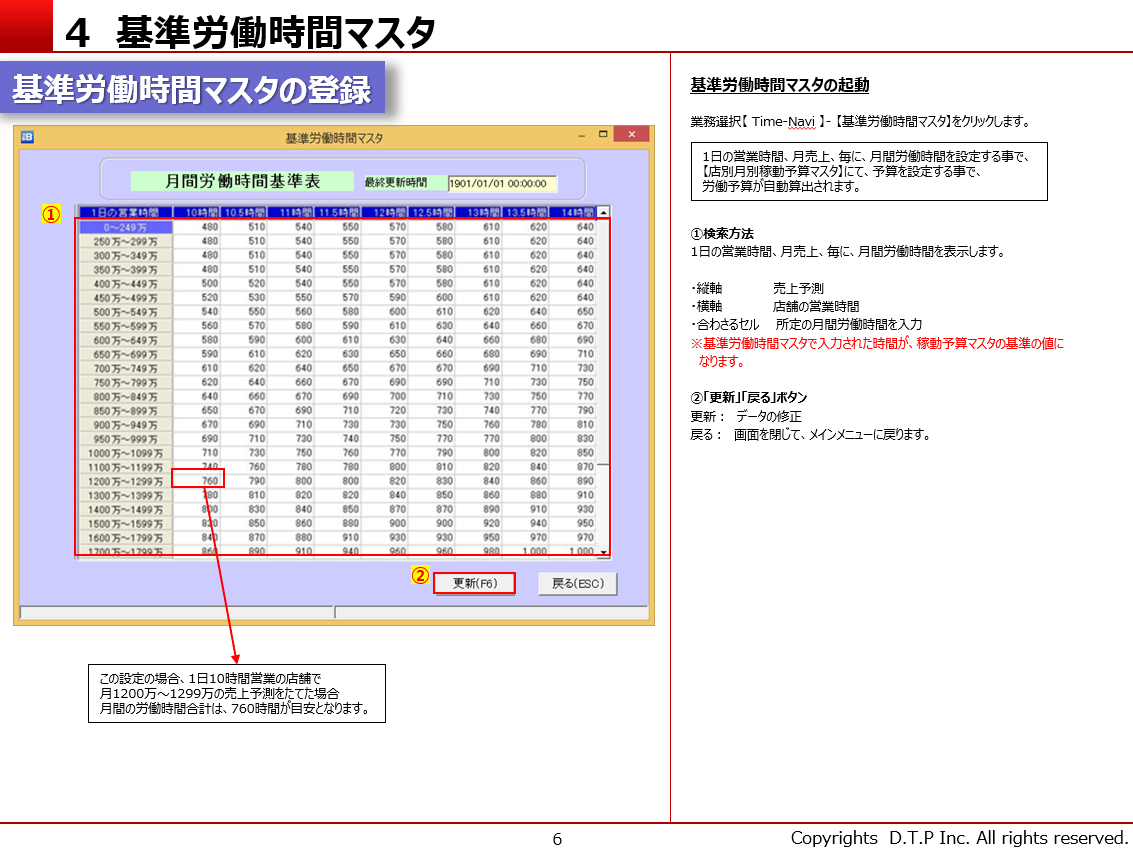 4 基準労働時間マスタ
基準労働時間マスタの登録
基準労働時間マスタ
月間労働時間基準表 最終更新時間 1901/01/01 00:00:00
①
1日の営業時間 10時間 10.5時間 11時間 11.5時間 12時間 12.5時間 13時間 13.5時間 14時間
0～249万 480 510 540 550 570 580 610 620 640
250万～299万 480 510 540 550 570 580 610 620 640
300万～349万 480 510 540 550 570 580 610 620 640
350万～399万 480 510 540 550 570 580 610 620 640
400万～449万 500 520 540 550 570 580 610 620 640
450万～499万 520 530 550 570 590 600 610 620 640
500万～549万 540 550 560 580 600 610 620 640 650
550万～599万 560 570 580 590 610 630 640 660 670
600万～649万 580 590 600 610 630 640 660 680 690
650万～699万 590 610 620 630 650 660 680 690 710
700万～749万 610 620 640 650 670 670 690 710 730
750万～799万 620 640 660 670 690 690 710 730 750
800万～849万 640 660 670 690 700 710 730 750 770
850万～899万 650 670 690 710 720 730 740 770 790
900万～949万 670 690 710 730 730 750 760 780 810
950万～999万 690 710 730 740 750 770 770 800 830
1000万～1099万 710 730 750 760 770 790 800 820 850
1100万～1199万 740 760 780 780 800 810 820 840 870
1200万～1299万 760 790 800 800 820 830 840 860 890
1300万～1399万 780 810 820 820 840 850 860 880 910
1400万～1499万 800 830 840 850 870 870 890 910 930
1500万～1599万 820 850 860 880 900 900 920 940 950
1600万～1799万 840 870 880 910 930 930 950 970 970
1700万～1799万 860 890 910 940 960 960 980 1,000 1,000
②
更新(F6) 戻る(ESC)
この設定の場合、1日10時間営業の店舗で
月1200万～1299万の売上予測をたてた場合
月間の労働時間合計は、760時間が目安となります。
基準労働時間マスタの起動
業務選択【 Time-Navi 】-【基準労働時間マスタ】をクリックします。
1日の営業時間、月売上、毎に、月間労働時間を設定する事で、
【店別月別稼動予算マスタ】にて、予算を設定する事で、
労働予算が自動算出されます。
①検索方法
1日の営業時間、月売上、毎に、月間労働時間を表示します。
・縦軸 売上予測
・横軸 店舗の営業時間
・合わさるセル 所定の月間労働時間を入力
※基準労働時間マスタで入力された時間が、稼動予算マスタの基準の値に
なります。
②「更新」「戻る」ボタン
更新： データの修正
戻る： 画面を閉じて、メインメニューに戻ります。
6
Copyrights D.T.P Inc. All rights reserved.